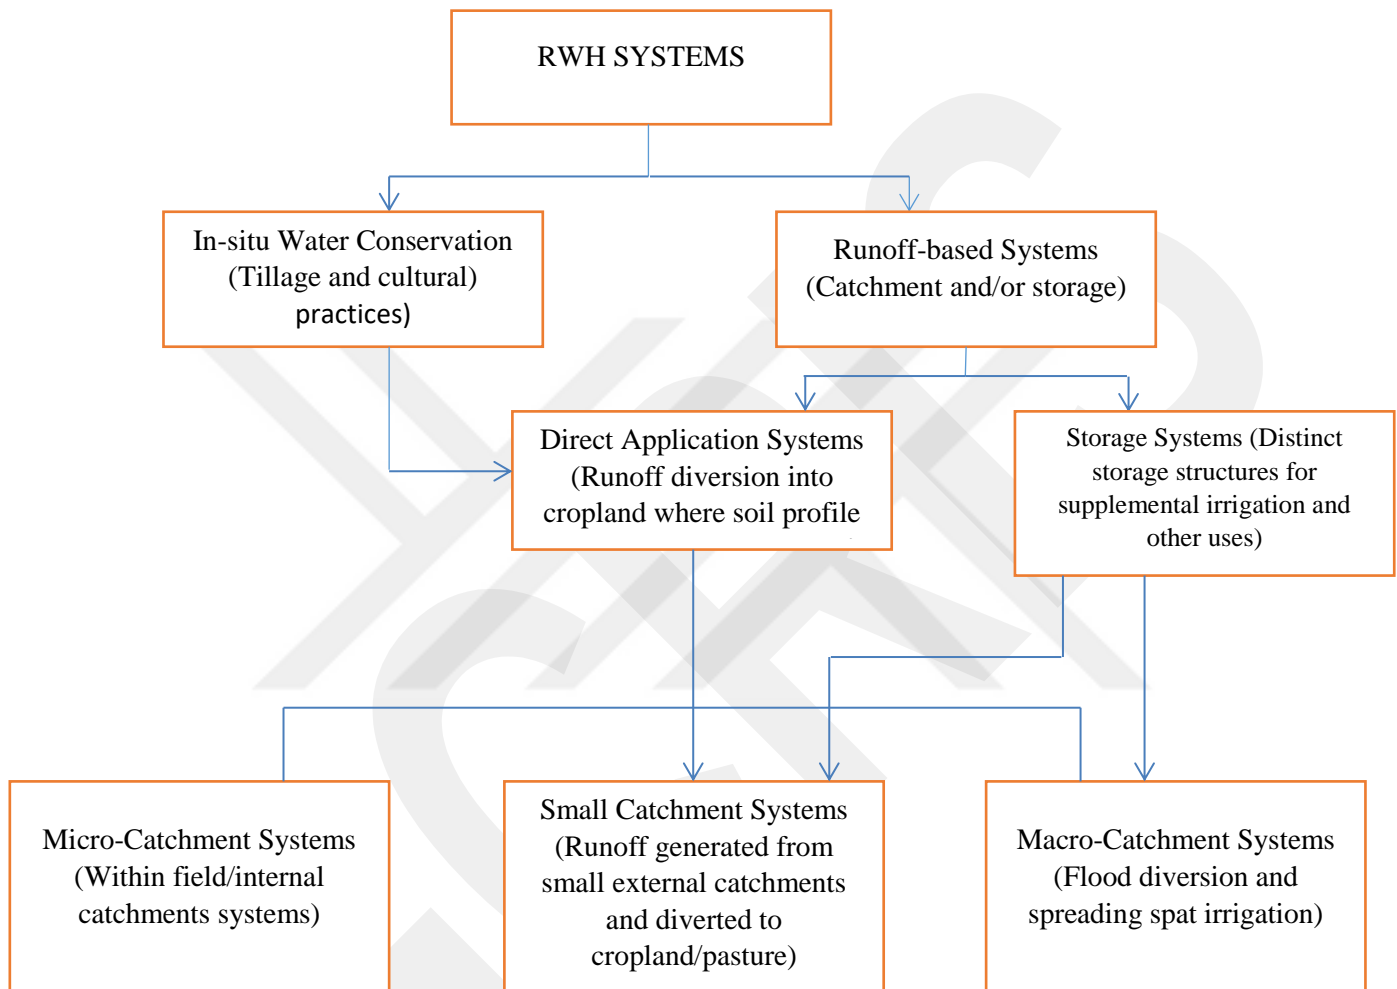 RWH SYSTEMS
In-situ Water Conservation
(Tillage and cultural)
practices)
Runoff-based Systems
(Catchment and/or storage)
Direct Application Systems
(Runoff diversion into
cropland where soil profile
Storage Systems (Distinct
storage structures for
supplemental irrigation and
other uses)
Micro-Catchment Systems
(Within field/internal
catchments systems)
Small Catchment Systems
(Runoff generated from
small external catchments
and diverted to
cropland/pasture)
Macro-Catchment Systems
(Flood diversion and
spreading spat irrigation)